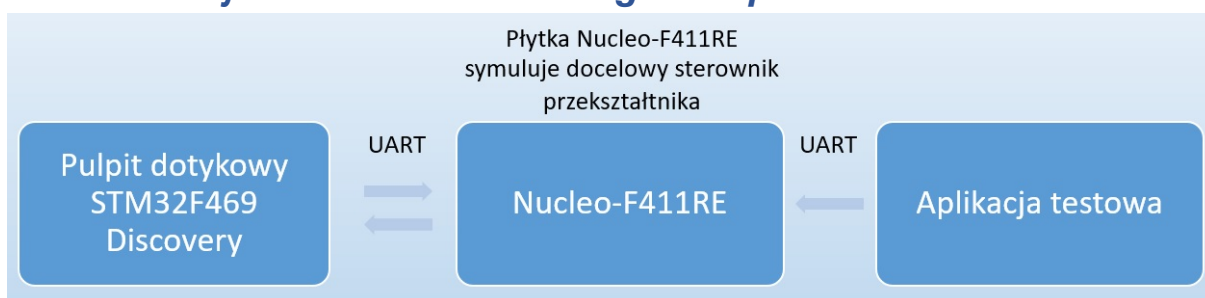 Płytka Nucleo-F411RE
symuluje docelowy sterownik
przekształtnika
Pulpit dotykowy
STM32F469
Discovery
UART
Nucleo-F411RE
UART
Aplikacja testowa